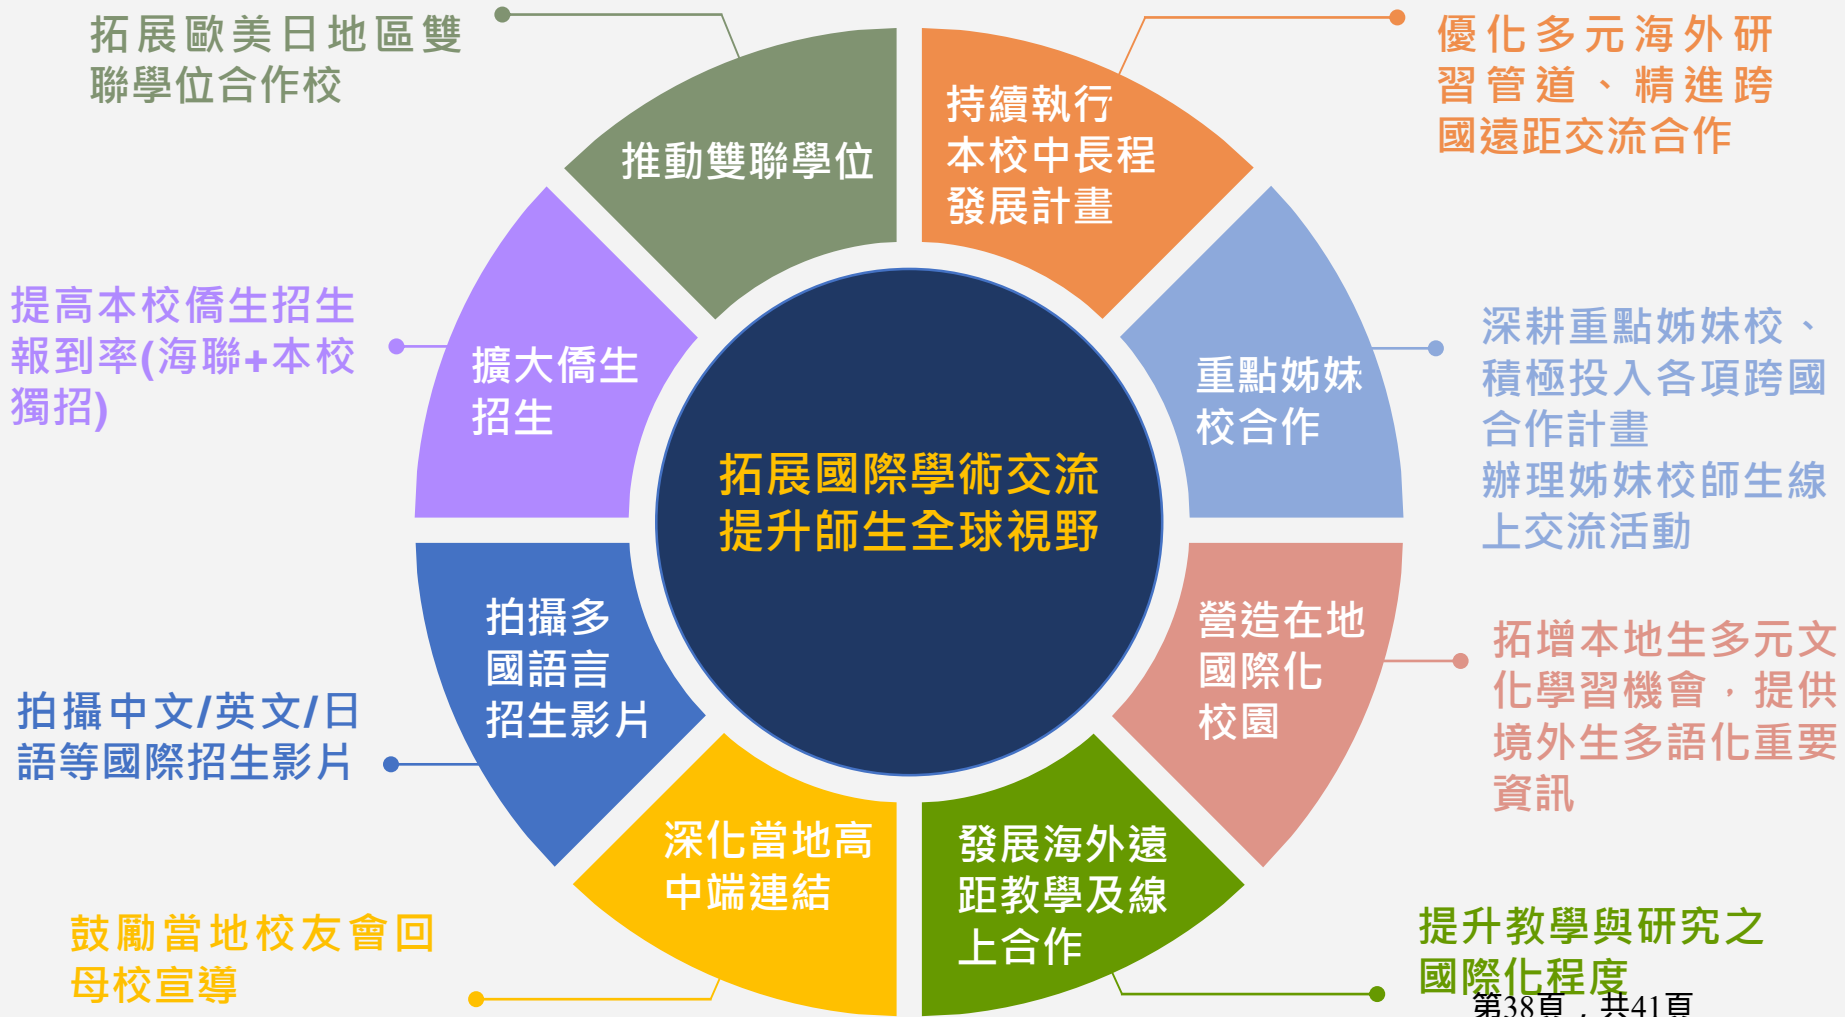 拓展歐美日地區雙
聯學位合作校
優化多元海外研
習管道、精進跨
國遠距交流合作
推動雙聯學位
持續執行
本校中長程
發展計畫
提高本校僑生招生
報到率(海聯+本校
獨招)
擴大僑生
招生
重點姊妹
校合作
深耕重點姊妹校、
積極投入各項跨國
合作計畫
辦理姊妹校師生線
上交流活動
拓展國際學術交流
提升師生全球視野
拍攝多
國語言
招生影片
營造在地
國際化
校園
拓增本地生多元文
化學習機會，提供
境外生多語化重要
資訊
拍攝中文/英文/日
語等國際招生影片
深化當地高
中端連結
發展海外遠
距教學及線
上合作
鼓勵當地校友會回
母校宣導
提升教學與研究之
國際化程度
第38頁，共41頁